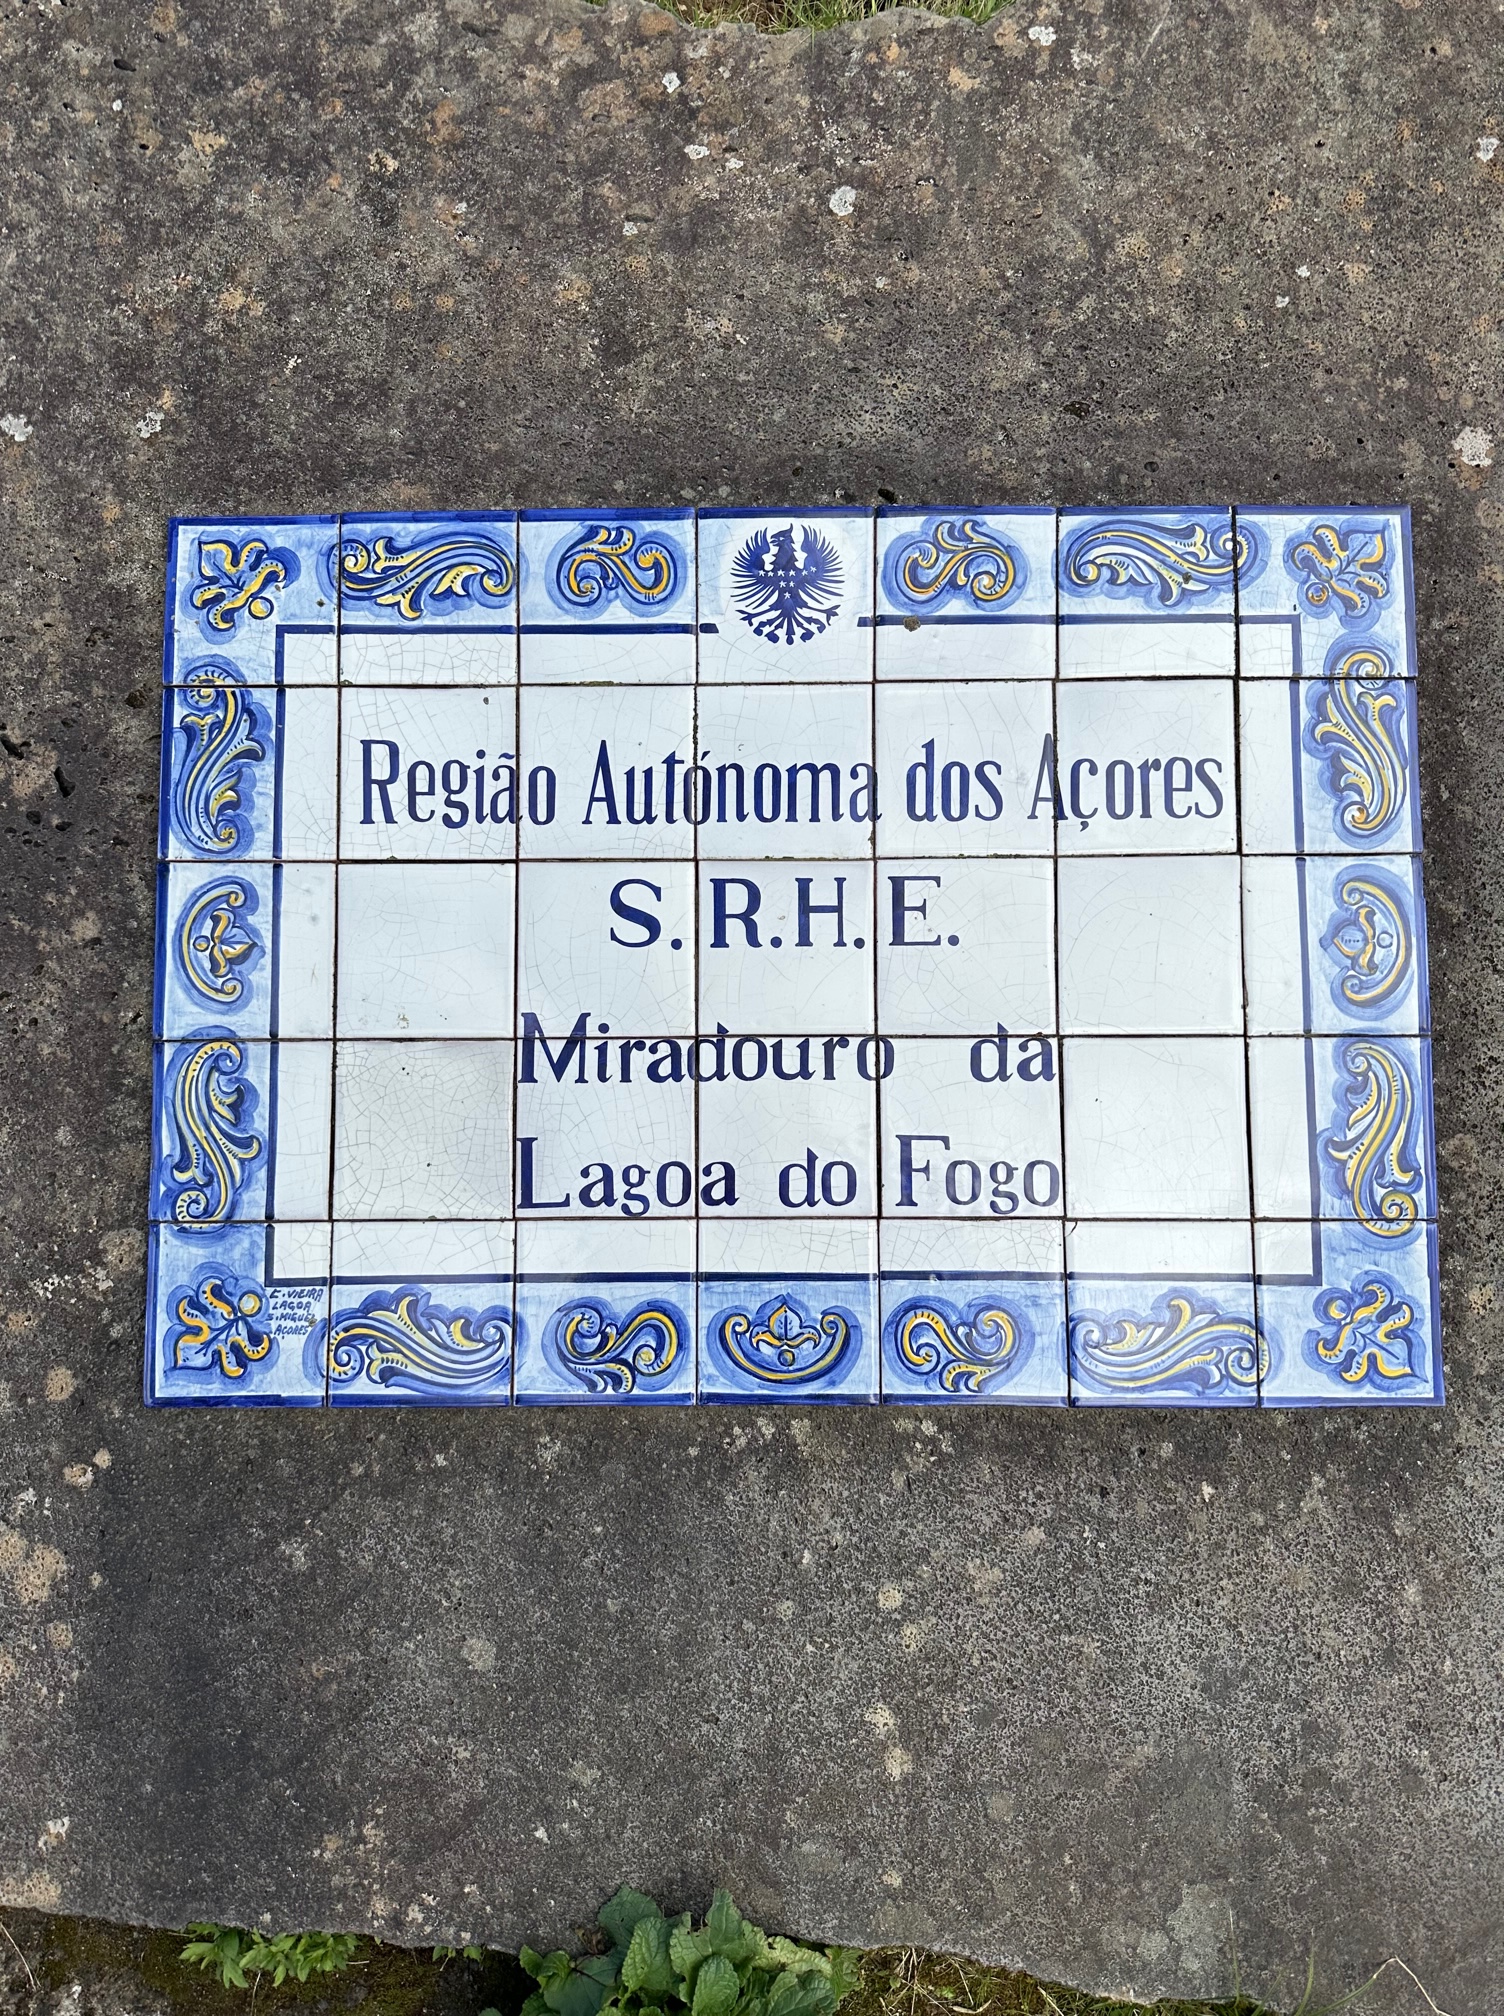 Região Autónoma dos Açores
S.R.H.E.
Miradouro da
Lagoa do Fogo
C. VIEIRA
LAGOA
S. MIGUEL
AÇORES